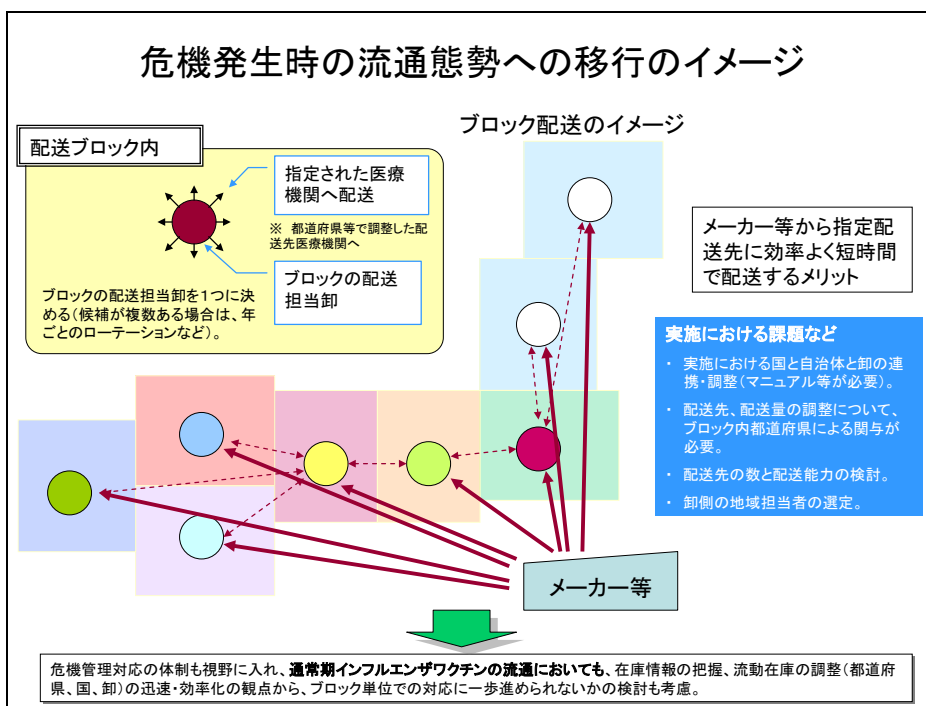 危機発生時の流通態勢への移行のイメージ
配送ブロック内
指定された医療
機関へ配送
※ 都道府県等で調整した配
送先医療機関へ
ブロックの配送
担当卸
ブロックの配送担当卸を1つに決
める(候補が複数ある場合は、年
ごとのローテーションなど)。
ブロック配送のイメージ
メーカー等から指定配
送先に効率よく短時間
で配送するメリット
実施における課題など
・ 実施における国と自治体と卸の連
携・調整(マニュアル等が必要)。
・ 配送先、配送量の調整について、
ブロック内都道府県による関与が
必要。
・ 配送先の数と配送能力の検討。
・ 卸側の地域担当者の選定。
メーカー等
危機管理対応の体制も視野に入れ、通常期インフルエンザワクチンの流通においても、在庫情報の把握、流動在庫の調整(都道府
県、国、卸)の迅速・効率化の観点から、ブロック単位での対応に一歩進められないかの検討も考慮。